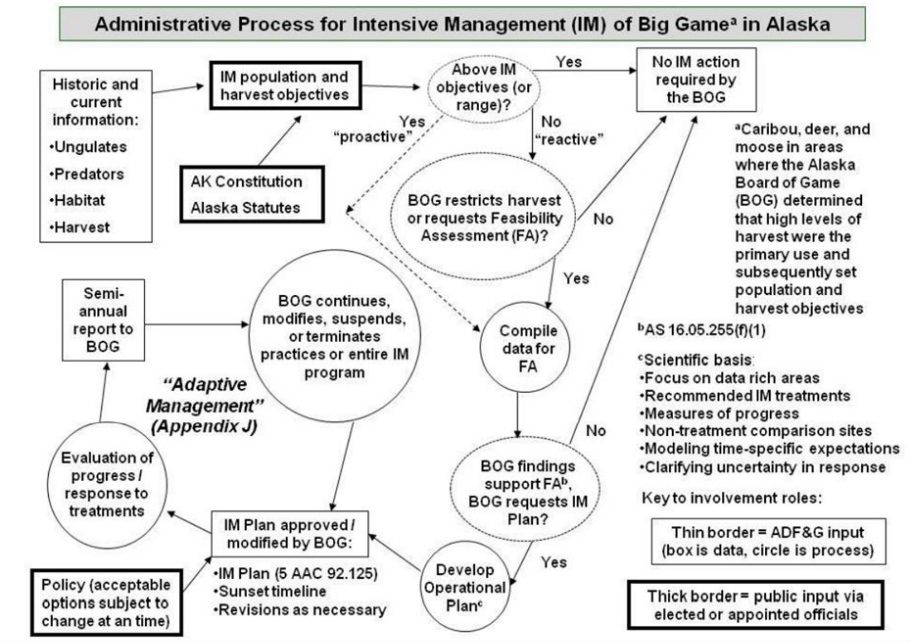 Administrative Process for Intensive Management (IM) of Big Gameª in Alaska
Historic and
current
information:
•Ungulates
•Predators
•Habitat
•Harvest
IM population and
harvest objectives
AK Constitution
Alaska Statutes
Above IM
objectives (or
range)?
Yes
No IM action
required by
the BOG
Yes
"proactive"
No
"reactive"
BOG restricts harvest
or requests Feasibility
Assessment (FA)?
No
Yes
ªCaribou, deer, and
moose in areas
where the Alaska
Board of Game
(BOG) determined
that high levels of
harvest were the
primary use and
subsequently set
population and
harvest objectives
ᵇAS 16.05.255(f)(1)
ᶜScientific basis:
•Focus on data rich areas
•Recommended IM treatments
•Measures of progress
•Non-treatment comparison sites
•Modeling time-specific expectations
•Clarifying uncertainty in response
Semi-
annual
report to
BOG
BOG continues,
modifies, suspends,
or terminates
practices or entire IM
program
Compile
data for
FA
"Adaptive
Management"
(Appendix J)
No
Evaluation of
progress /
response to
treatments
BOG findings
support FAᵇ,
BOG requests IM
Plan?
Yes
IM Plan approved /
modified by BOG:
•IM Plan (5 AAC 92.125)
•Sunset timeline
•Revisions as necessary
Develop
Operational
Planᶜ
Policy (acceptable
options subject to
change at an time)
Key to involvement roles:
Thin border = ADF&G input
(box is data, circle is process)
Thick border = public input via
elected or appointed officials